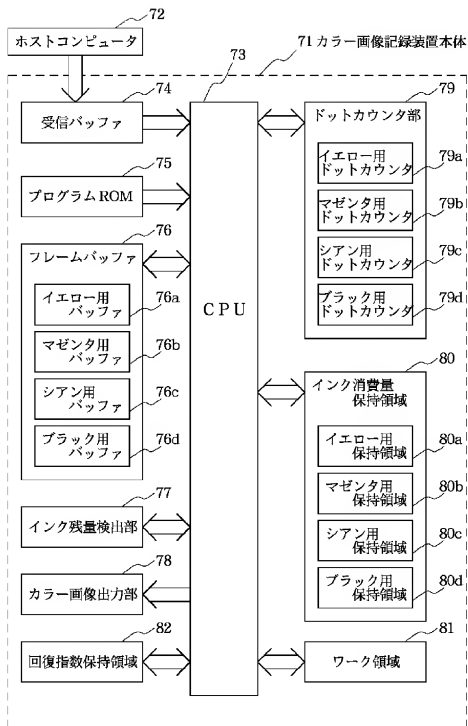 72
ホストコンピュータ
71 カラー画像記録装置本体
73
74
受信バッファ
75
プログラム ROM
76
フレームバッファ
イエロー用
バッファ
76a
マゼンタ用
バッファ
76b
シアン用
バッファ
76c
ブラック用
バッファ
76d
77
インク残量検出部
78
カラー画像出力部
82
回復指数保持領域
CPU
79
ドットカウンタ部
イエロー用
ドットカウンタ
79a
マゼンタ用
ドットカウンタ
79b
シアン用
ドットカウンタ
79c
ブラック用
ドットカウンタ
79d
80
インク消費量
保持領域
イエロー用
保持領域
80a
マゼンタ用
保持領域
80b
シアン用
保持領域
80c
ブラック用
保持領域
80d
81
ワーク領域